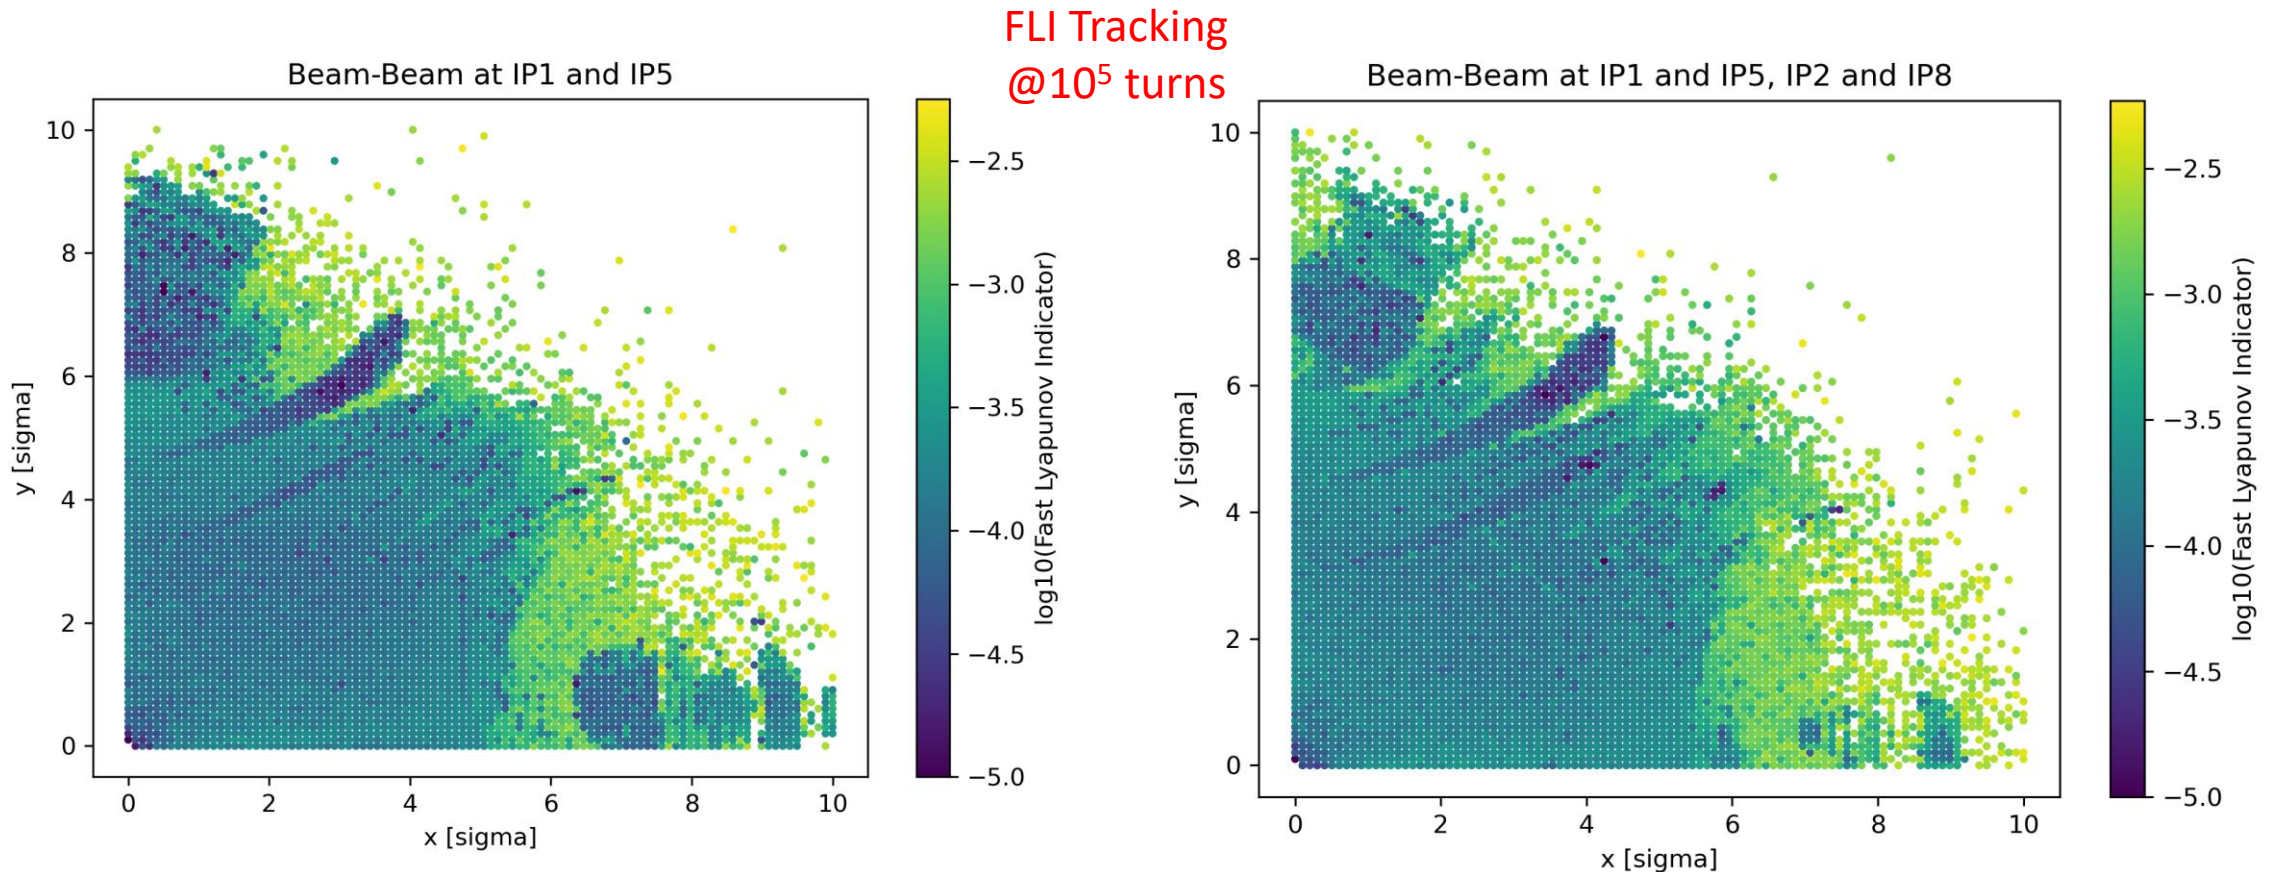 FLI Tracking
@10⁵ turns
Beam-Beam at IP1 and IP5
10
8
6
4
2
0
y [sigma]
0 2 4 6 8 10
x [sigma]
−2.5
−3.0
−3.5
−4.0
−4.5
−5.0
log10(Fast Lyapunov Indicator)
Beam-Beam at IP1 and IP5, IP2 and IP8
10
8
6
4
2
0
y [sigma]
0 2 4 6 8 10
x [sigma]
−2.5
−3.0
−3.5
−4.0
−4.5
−5.0
log10(Fast Lyapunov Indicator)